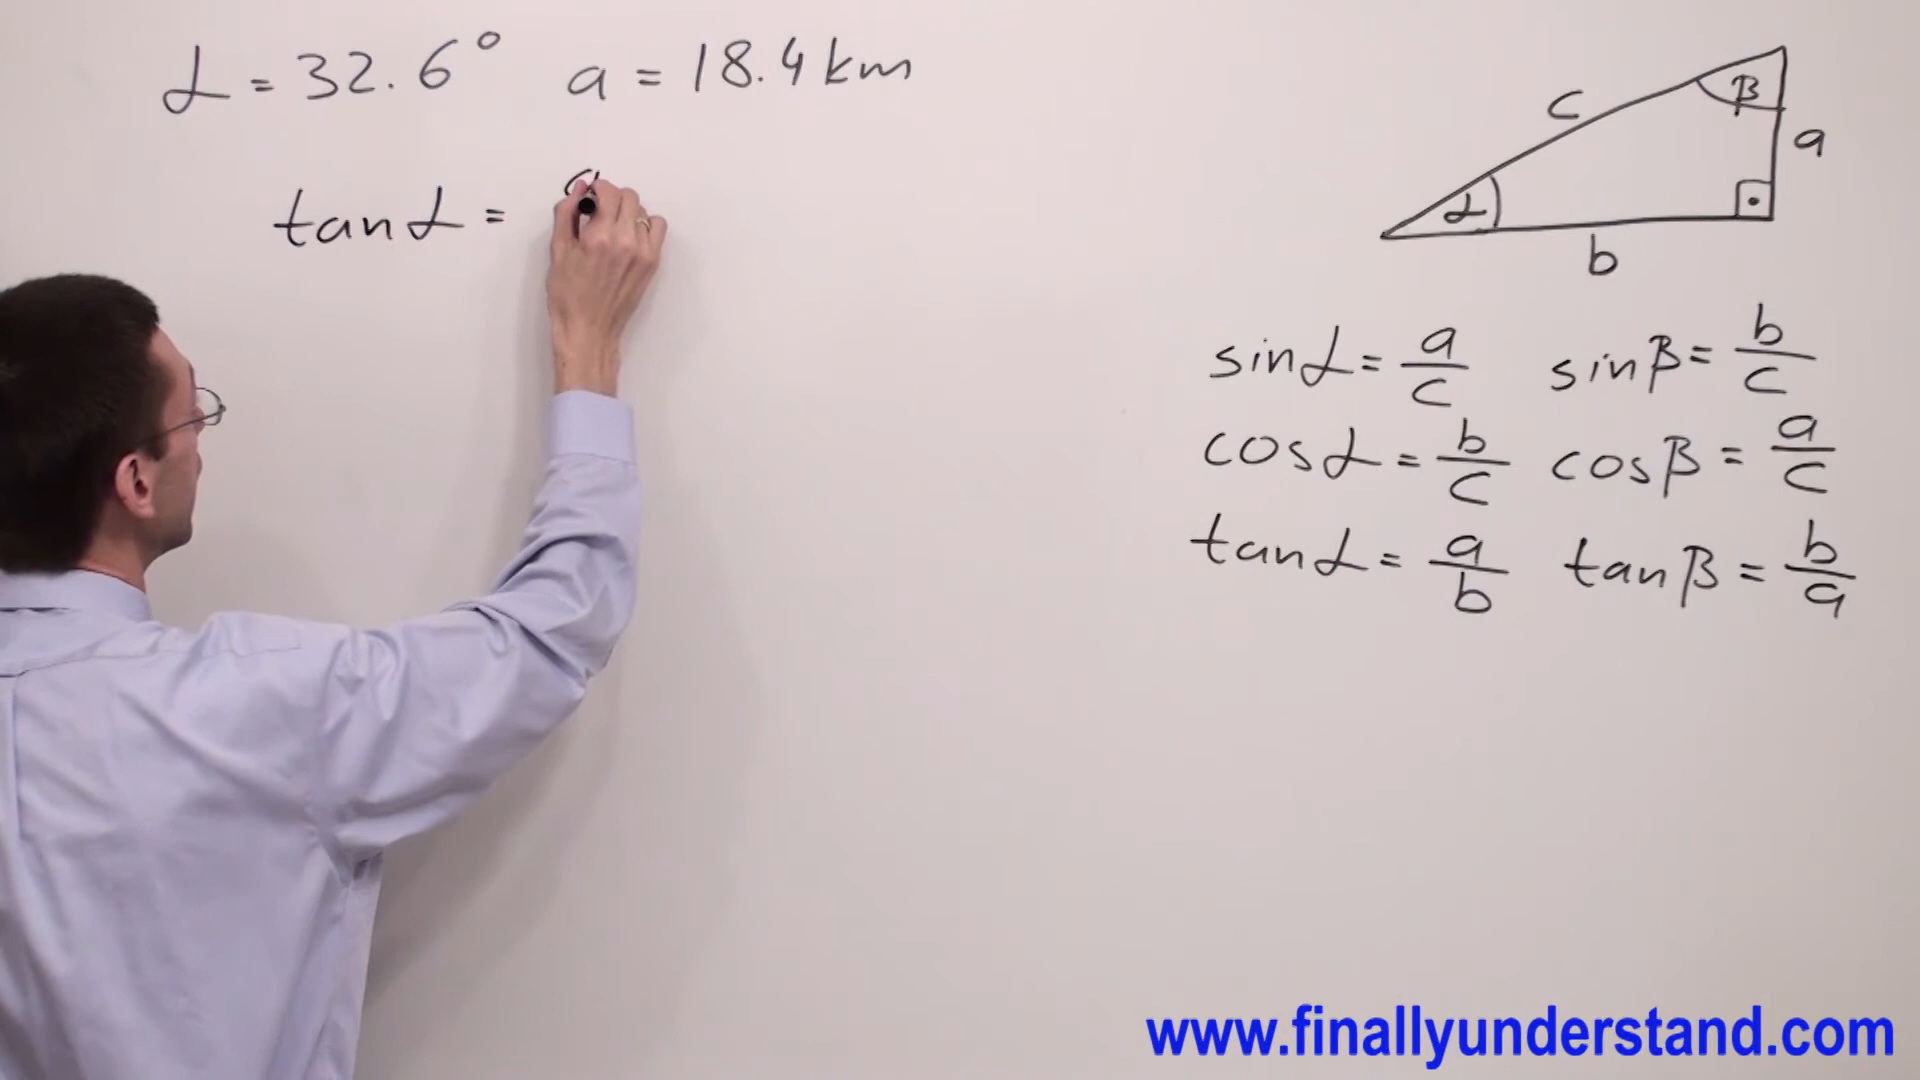 α = 32.6° a = 18.4 km
tan α = a
c
β
a
α
b
sin α = a/c sin β = b/c
cos α = b/c cos β = a/c
tan α = a/b tan β = b/a
www.finallyunderstand.com